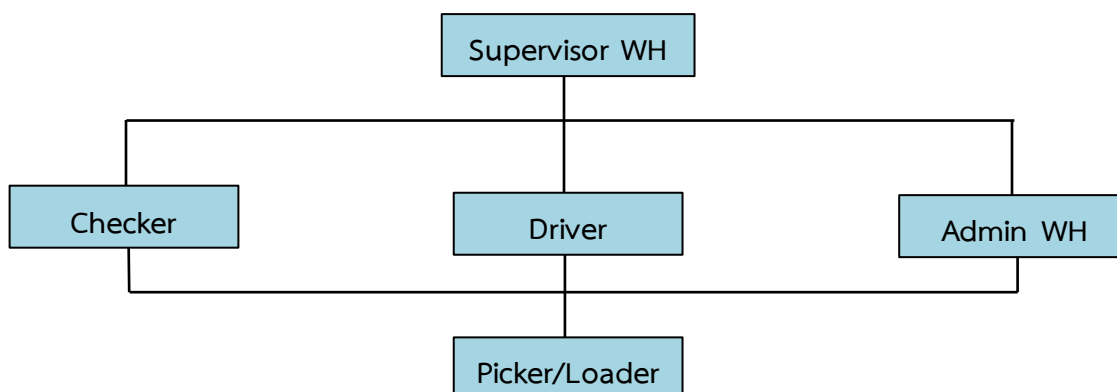 Supervisor WH
Checker
Driver
Admin WH
Picker/Loader